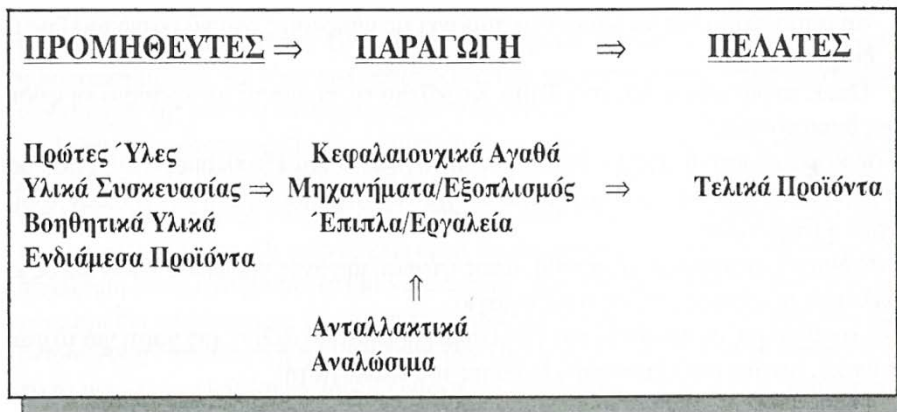 ΠΡΟΜΗΘΕΥΤΕΣ ⇒ ΠΑΡΑΓΩΓΗ ⇒ ΠΕΛΑΤΕΣ
Πρώτες Ύλες Κεφαλαιουχικά Αγαθά
Υλικά Συσκευασίας ⇒ Μηχανήματα/Εξοπλισμός ⇒ Τελικά Προϊόντα
Βοηθητικά Υλικά Έπιπλα/Εργαλεία
Ενδιάμεσα Προϊόντα
⇑
Ανταλλακτικά
Αναλώσιμα